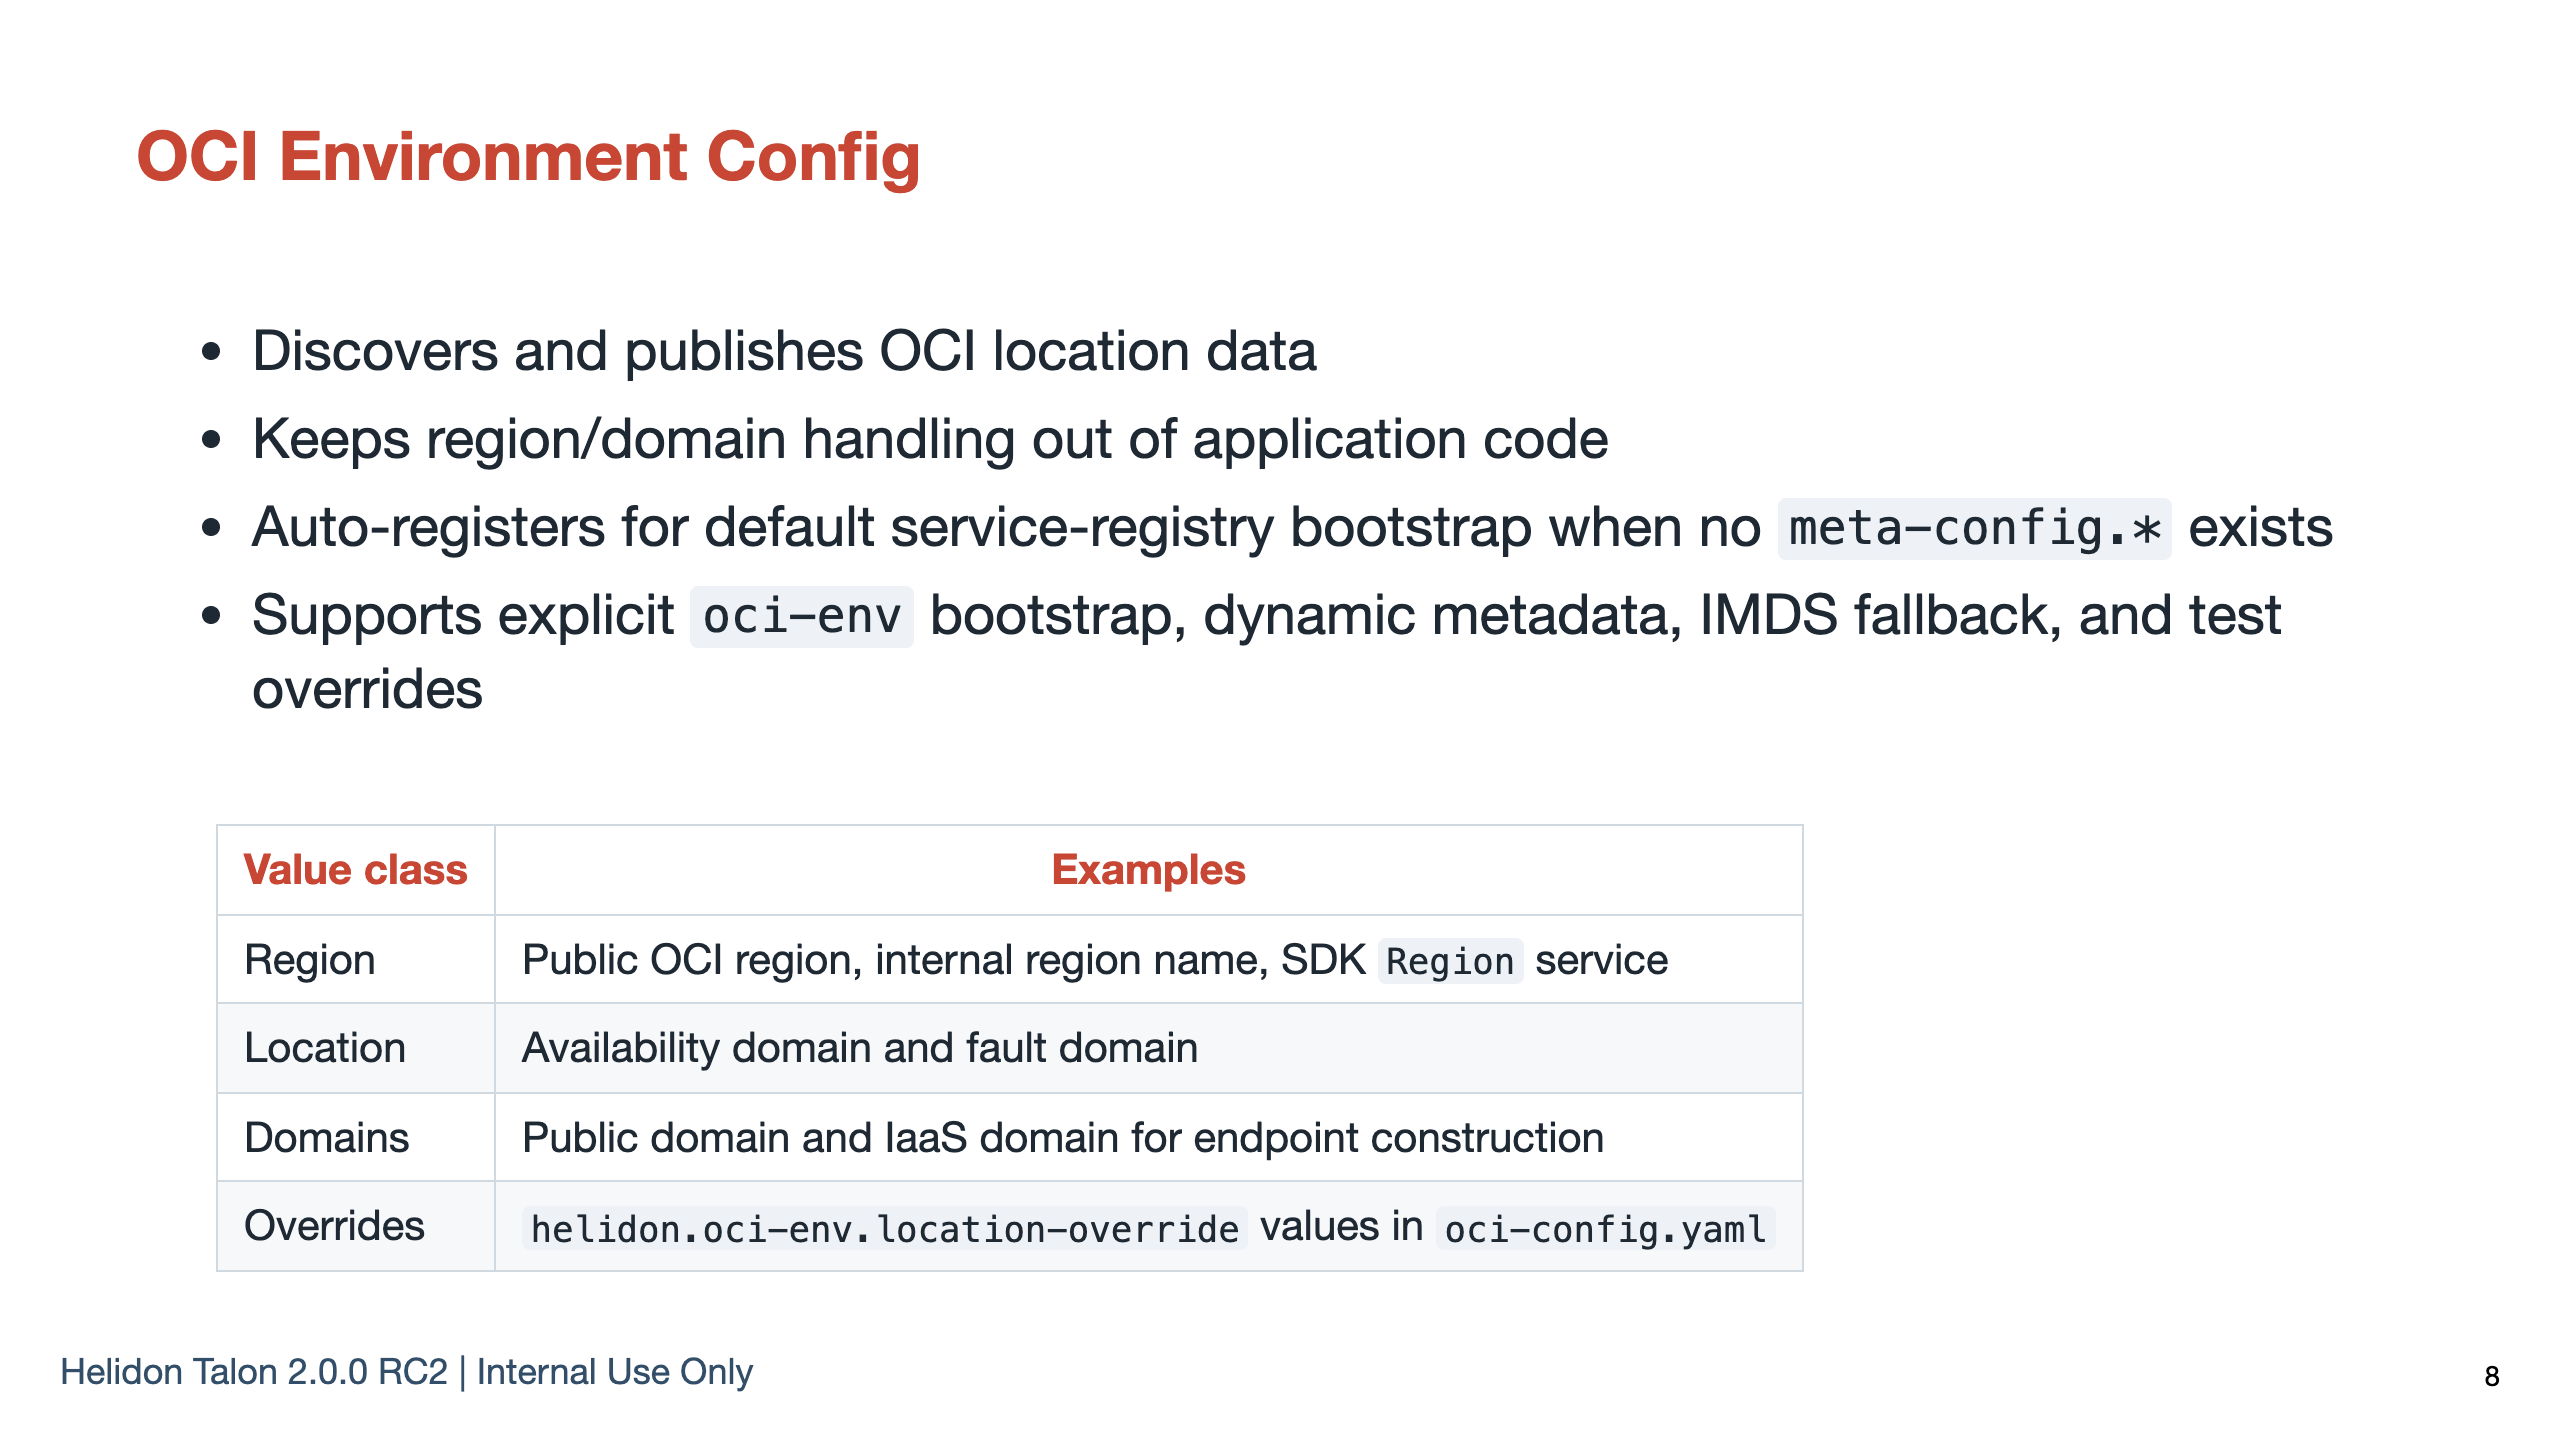 OCI Environment Config
• Discovers and publishes OCI location data
• Keeps region/domain handling out of application code
• Auto-registers for default service-registry bootstrap when no meta-config.* exists
• Supports explicit oci-env bootstrap, dynamic metadata, IMDS fallback, and test
overrides
Value class Examples
Region Public OCI region, internal region name, SDK Region service
Location Availability domain and fault domain
Domains Public domain and IaaS domain for endpoint construction
Overrides helidon.oci-env.location-override values in oci-config.yaml
Helidon Talon 2.0.0 RC2 | Internal Use Only
8